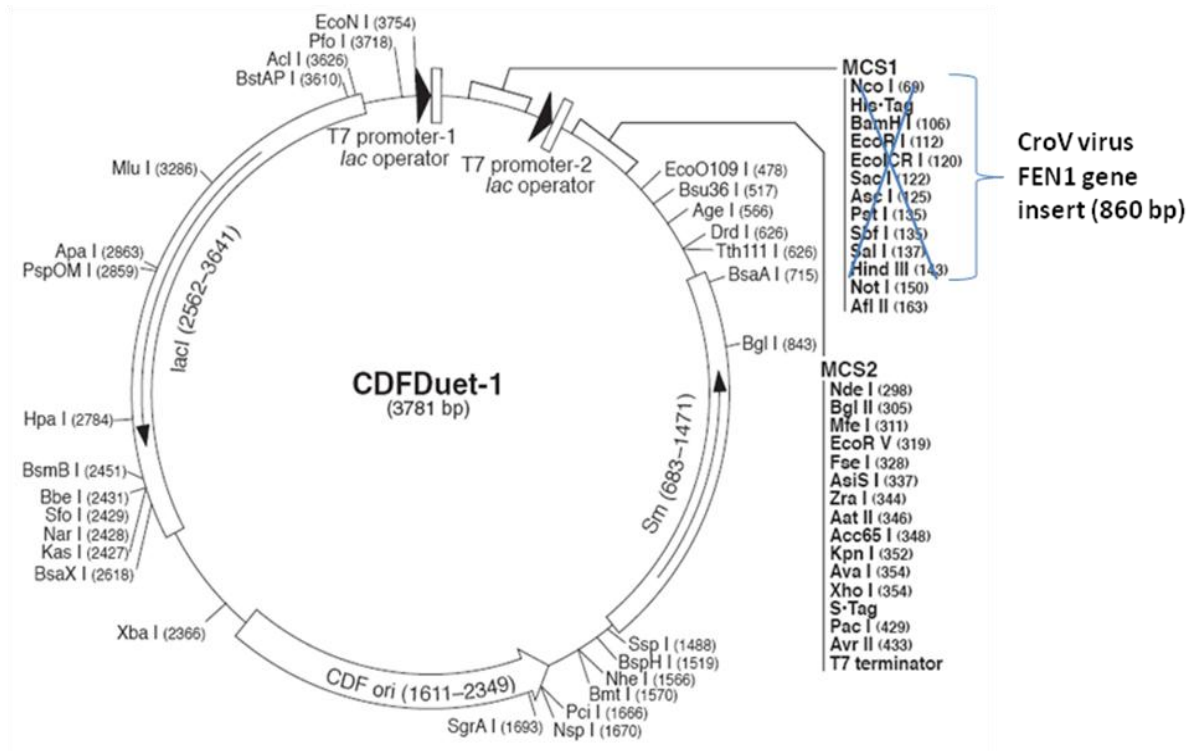 EcoN I (3754)
Pfo I (3718)
AcI I (3626)
BstAP I (3610)
Mlu I (3286)
Apa I (2863)
PspOM I (2859)
lacI (2562–3641)
Hpa I (2784)
BsmB I (2451)
Bbe I (2431)
Sfo I (2429)
Nar I (2428)
Kas I (2427)
BsaX I (2618)
Xba I (2366)
T7 promoter-1
lac operator
T7 promoter-2
lac operator
CDFDuet-1
(3781 bp)
EcoO109 I (478)
Bsu36 I (517)
Age I (566)
Drd I (626)
Tth111 I (626)
BsaA I (715)
Bgl I (843)
Sm (683–1471)
Ssp I (1488)
BspH I (1519)
Nhe I (1566)
Bmt I (1570)
Pci I (1666)
Nsp I (1670)
SgrA I (1693)
CDF ori (1611–2349)
MCS1
Nco I (69)
His•Tag
BamH I (106)
EcoR I (112)
EcoICR I (120)
Sac I (122)
Asc I (125)
Pst I (135)
Sbf I (135)
Sal I (137)
Hind III (143)
Not I (150)
Afl II (163)
CroV virus
FEN1 gene
insert (860 bp)
MCS2
Nde I (298)
Bgl II (305)
Mfe I (311)
EcoR V (319)
Fse I (328)
AsiS I (337)
Zra I (344)
Aat II (346)
Acc65 I (348)
Kpn I (352)
Ava I (354)
Xho I (354)
S•Tag
Pac I (429)
Avr II (433)
T7 terminator